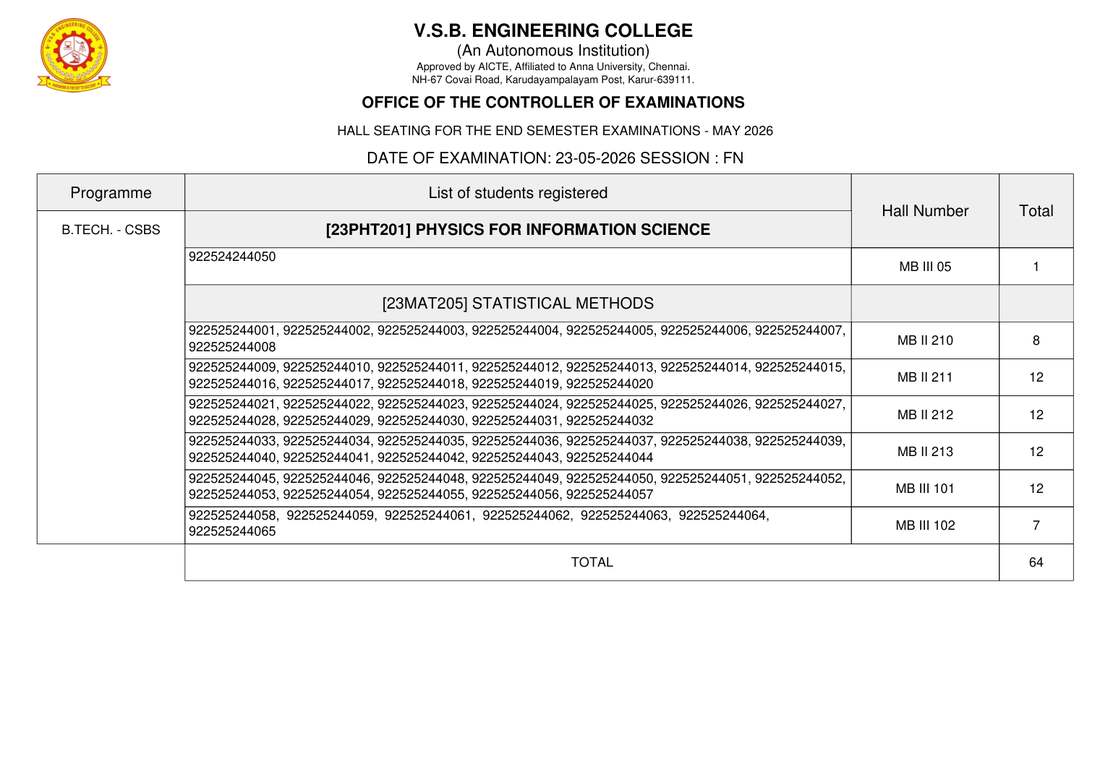 V.S.B. ENGINEERING COLLEGE
(An Autonomous Institution)
Approved by AICTE, Affiliated to Anna University, Chennai.
NH-67 Covai Road, Karudayampalayam Post, Karur-639111.
OFFICE OF THE CONTROLLER OF EXAMINATIONS
HALL SEATING FOR THE END SEMESTER EXAMINATIONS - MAY 2026
DATE OF EXAMINATION: 23-05-2026 SESSION : FN
Programme
List of students registered
Hall Number
Total
B.TECH. - CSBS
[23PHT201] PHYSICS FOR INFORMATION SCIENCE
922524244050
MB III 05
1
[23MAT205] STATISTICAL METHODS
922525244001, 922525244002, 922525244003, 922525244004, 922525244005, 922525244006, 922525244007,
922525244008
MB II 210
8
922525244009, 922525244010, 922525244011, 922525244012, 922525244013, 922525244014, 922525244015,
922525244016, 922525244017, 922525244018, 922525244019, 922525244020
MB II 211
12
922525244021, 922525244022, 922525244023, 922525244024, 922525244025, 922525244026, 922525244027,
922525244028, 922525244029, 922525244030, 922525244031, 922525244032
MB II 212
12
922525244033, 922525244034, 922525244035, 922525244036, 922525244037, 922525244038, 922525244039,
922525244040, 922525244041, 922525244042, 922525244043, 922525244044
MB II 213
12
922525244045, 922525244046, 922525244048, 922525244049, 922525244050, 922525244051, 922525244052,
922525244053, 922525244054, 922525244055, 922525244056, 922525244057
MB III 101
12
922525244058, 922525244059, 922525244061, 922525244062, 922525244063, 922525244064,
922525244065
MB III 102
7
TOTAL
64